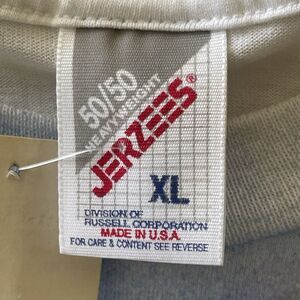 50/50
HEAVYWEIGHT
JERZEES®
XL
DIVISION OF
RUSSELL CORPORATION
MADE IN U.S.A.
FOR CARE & CONTENT SEE REVERSE